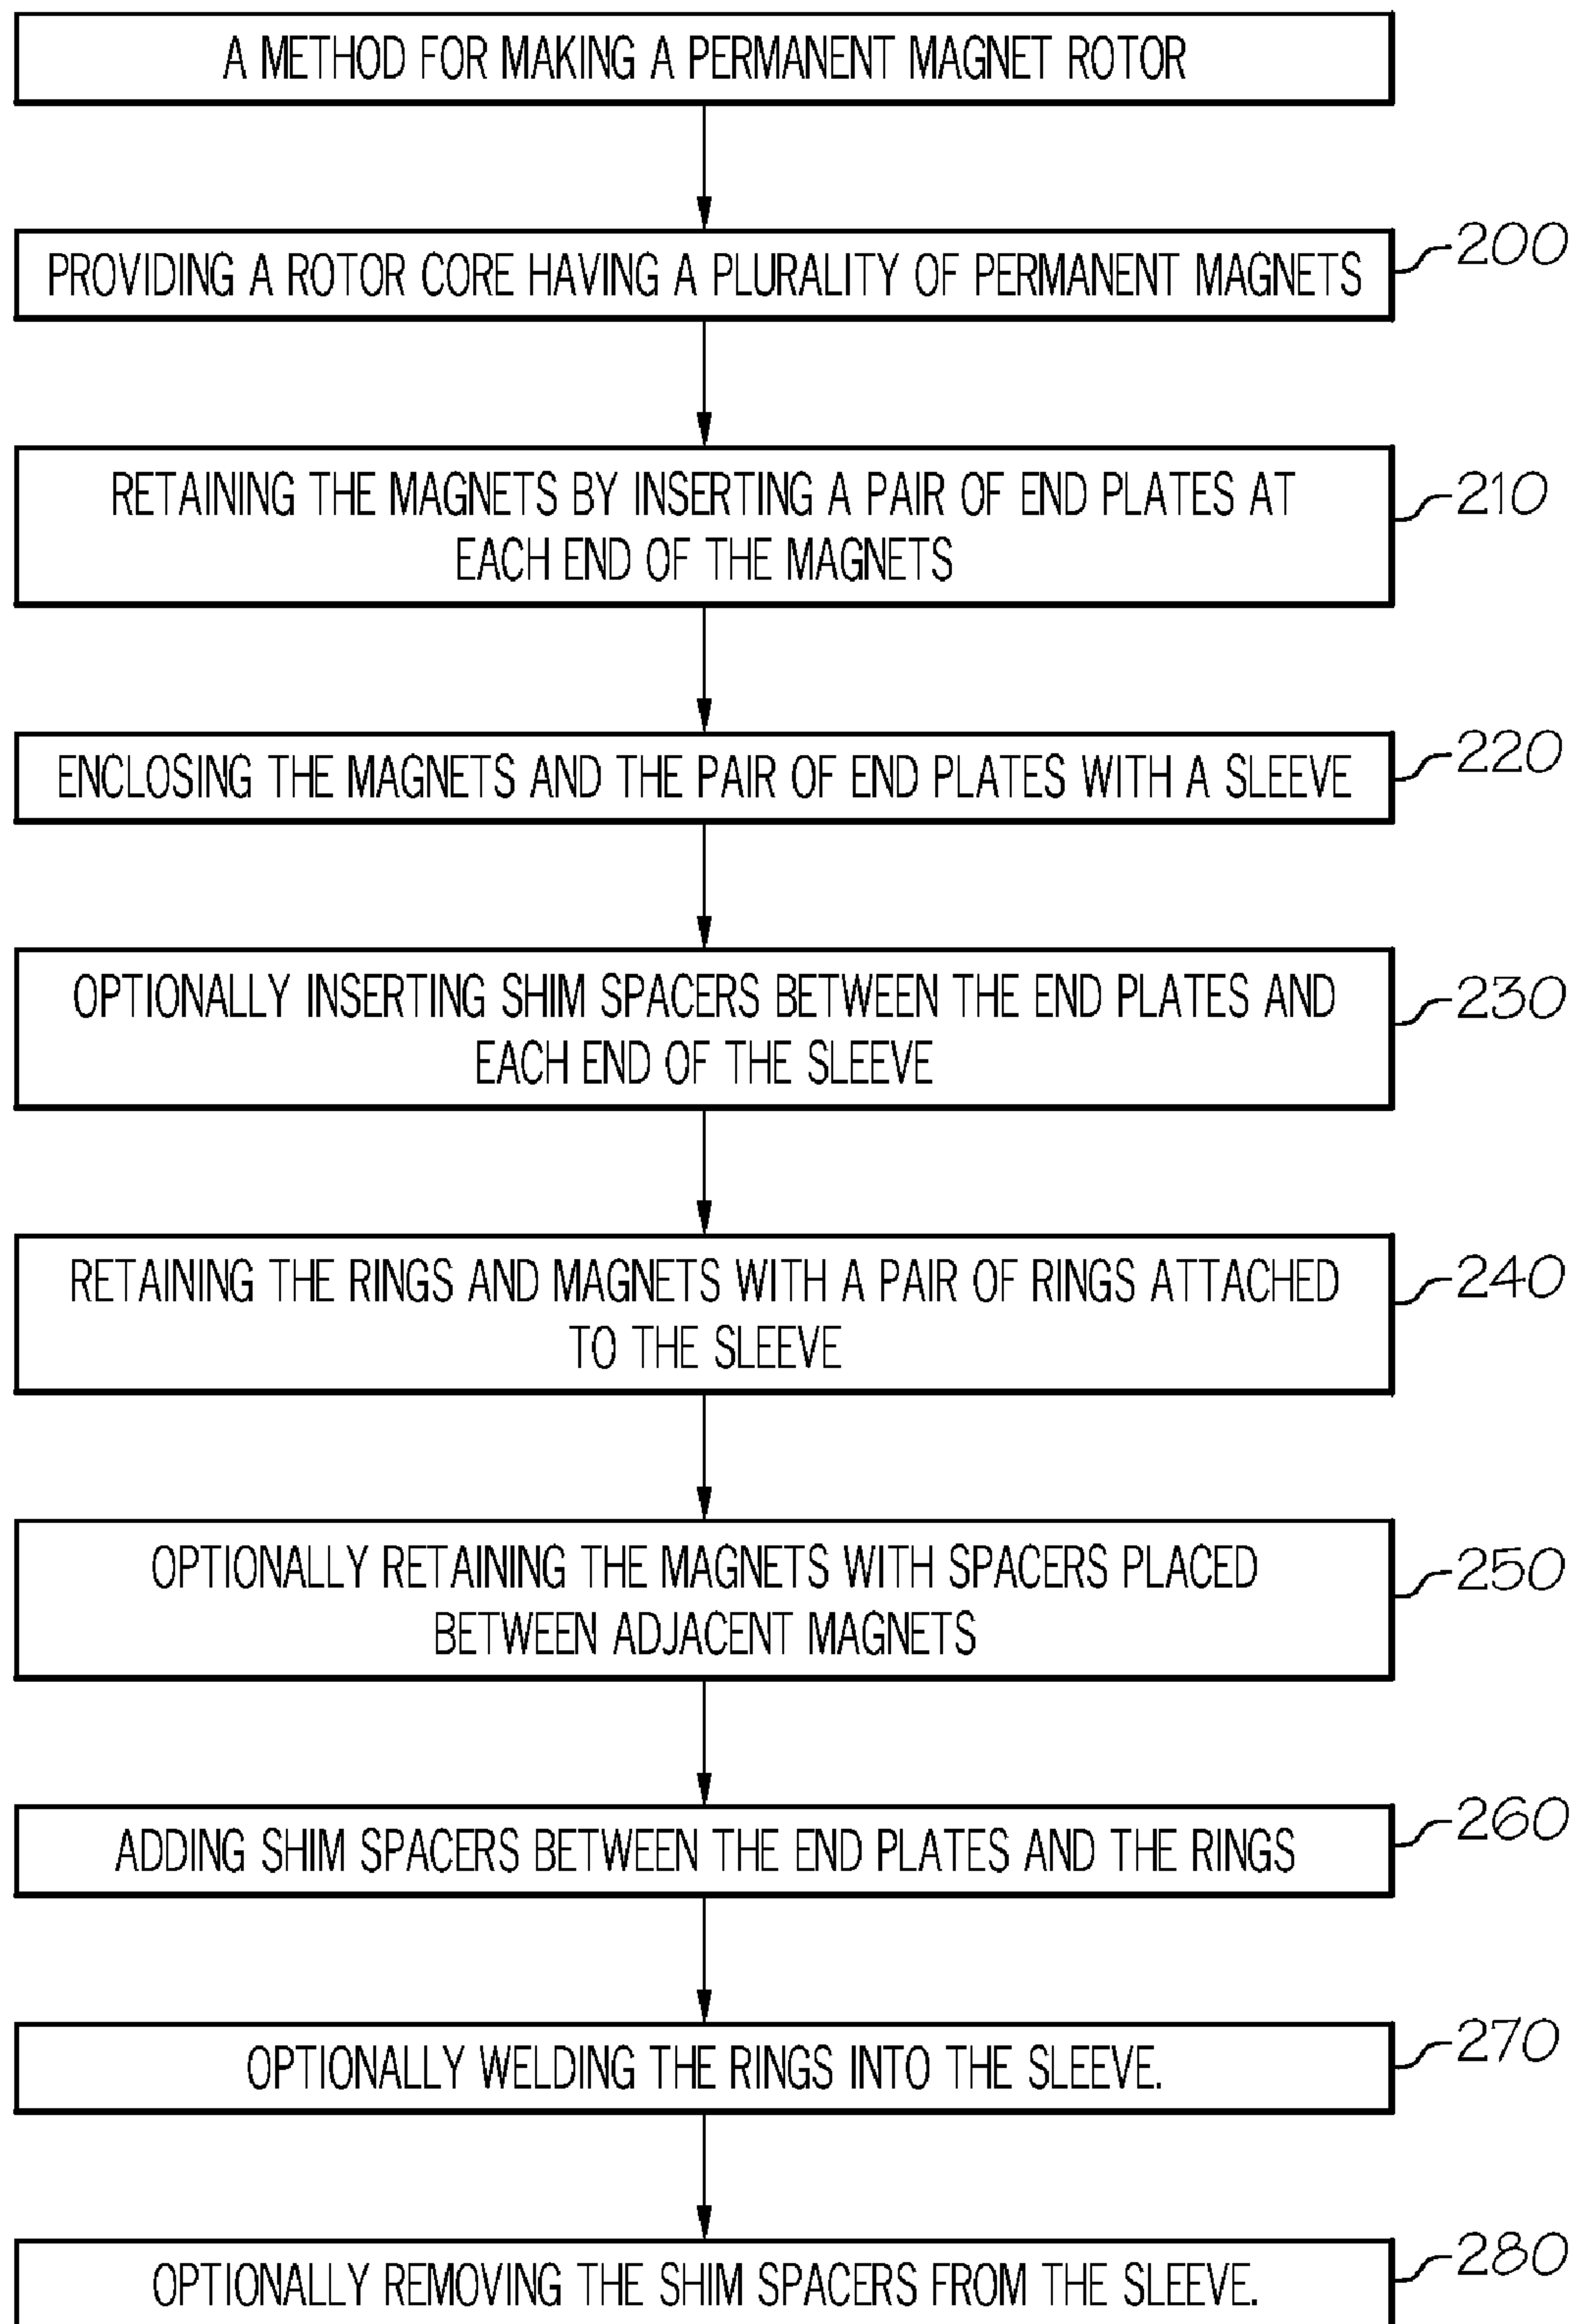 A METHOD FOR MAKING A PERMANENT MAGNET ROTOR
PROVIDING A ROTOR CORE HAVING A PLURALITY OF PERMANENT MAGNETS
200
RETAINING THE MAGNETS BY INSERTING A PAIR OF END PLATES AT
EACH END OF THE MAGNETS
210
ENCLOSING THE MAGNETS AND THE PAIR OF END PLATES WITH A SLEEVE
220
OPTIONALLY INSERTING SHIM SPACERS BETWEEN THE END PLATES AND
EACH END OF THE SLEEVE
230
RETAINING THE RINGS AND MAGNETS WITH A PAIR OF RINGS ATTACHED
TO THE SLEEVE
240
OPTIONALLY RETAINING THE MAGNETS WITH SPACERS PLACED
BETWEEN ADJACENT MAGNETS
250
ADDING SHIM SPACERS BETWEEN THE END PLATES AND THE RINGS
260
OPTIONALLY WELDING THE RINGS INTO THE SLEEVE.
270
OPTIONALLY REMOVING THE SHIM SPACERS FROM THE SLEEVE.
280